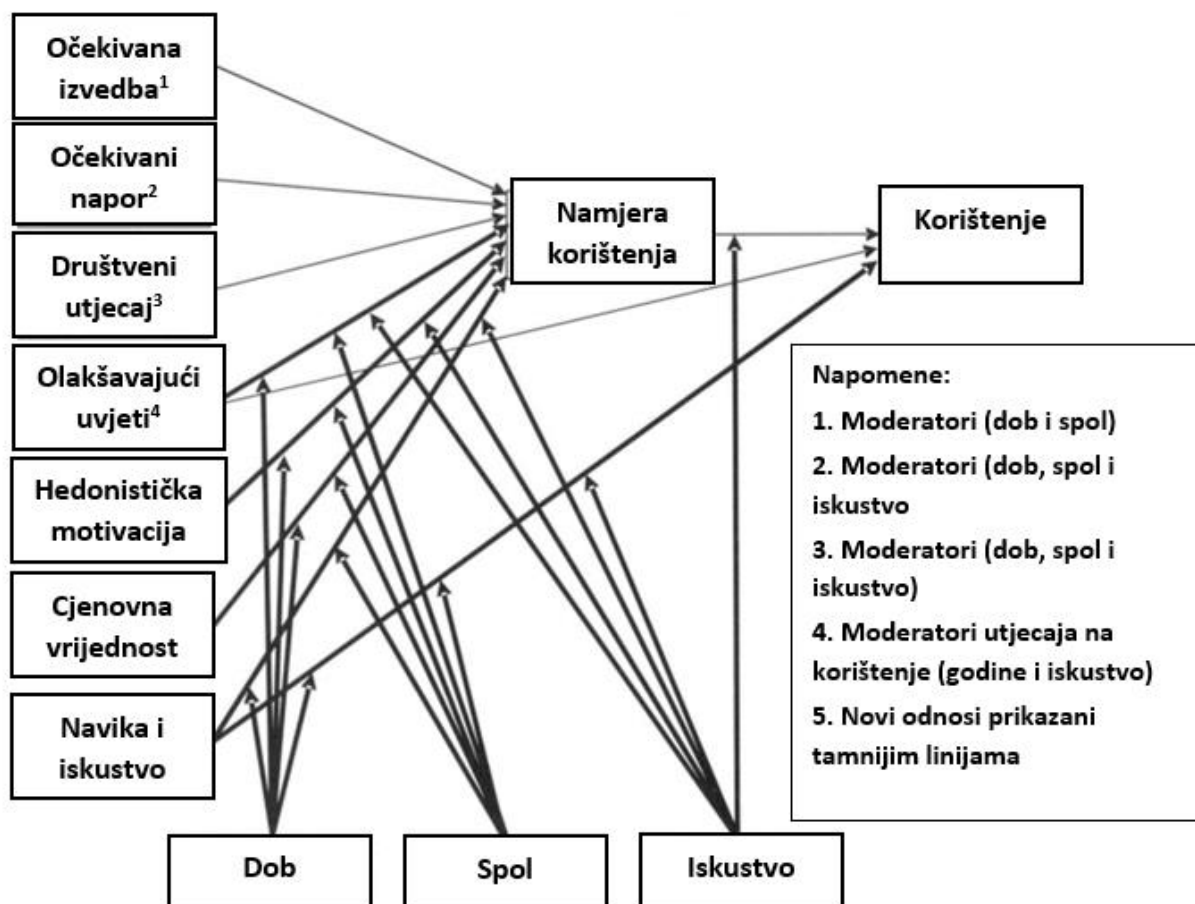 Očekivana
izvedba¹
Očekivani
napor²
Društveni
utjecaj³
Olakšavajući
uvjeti⁴
Hedonistička
motivacija
Cjenovna
vrijednost
Navika i
iskustvo
Namjera
korištenja
Korištenje
Napomene:
1. Moderatori (dob i spol)
2. Moderatori (dob, spol i
iskustvo
3. Moderatori (dob, spol i
iskustvo)
4. Moderatori utjecaja na
korištenje (godine i iskustvo)
5. Novi odnosi prikazani
tamnijim linijama
Dob
Spol
Iskustvo